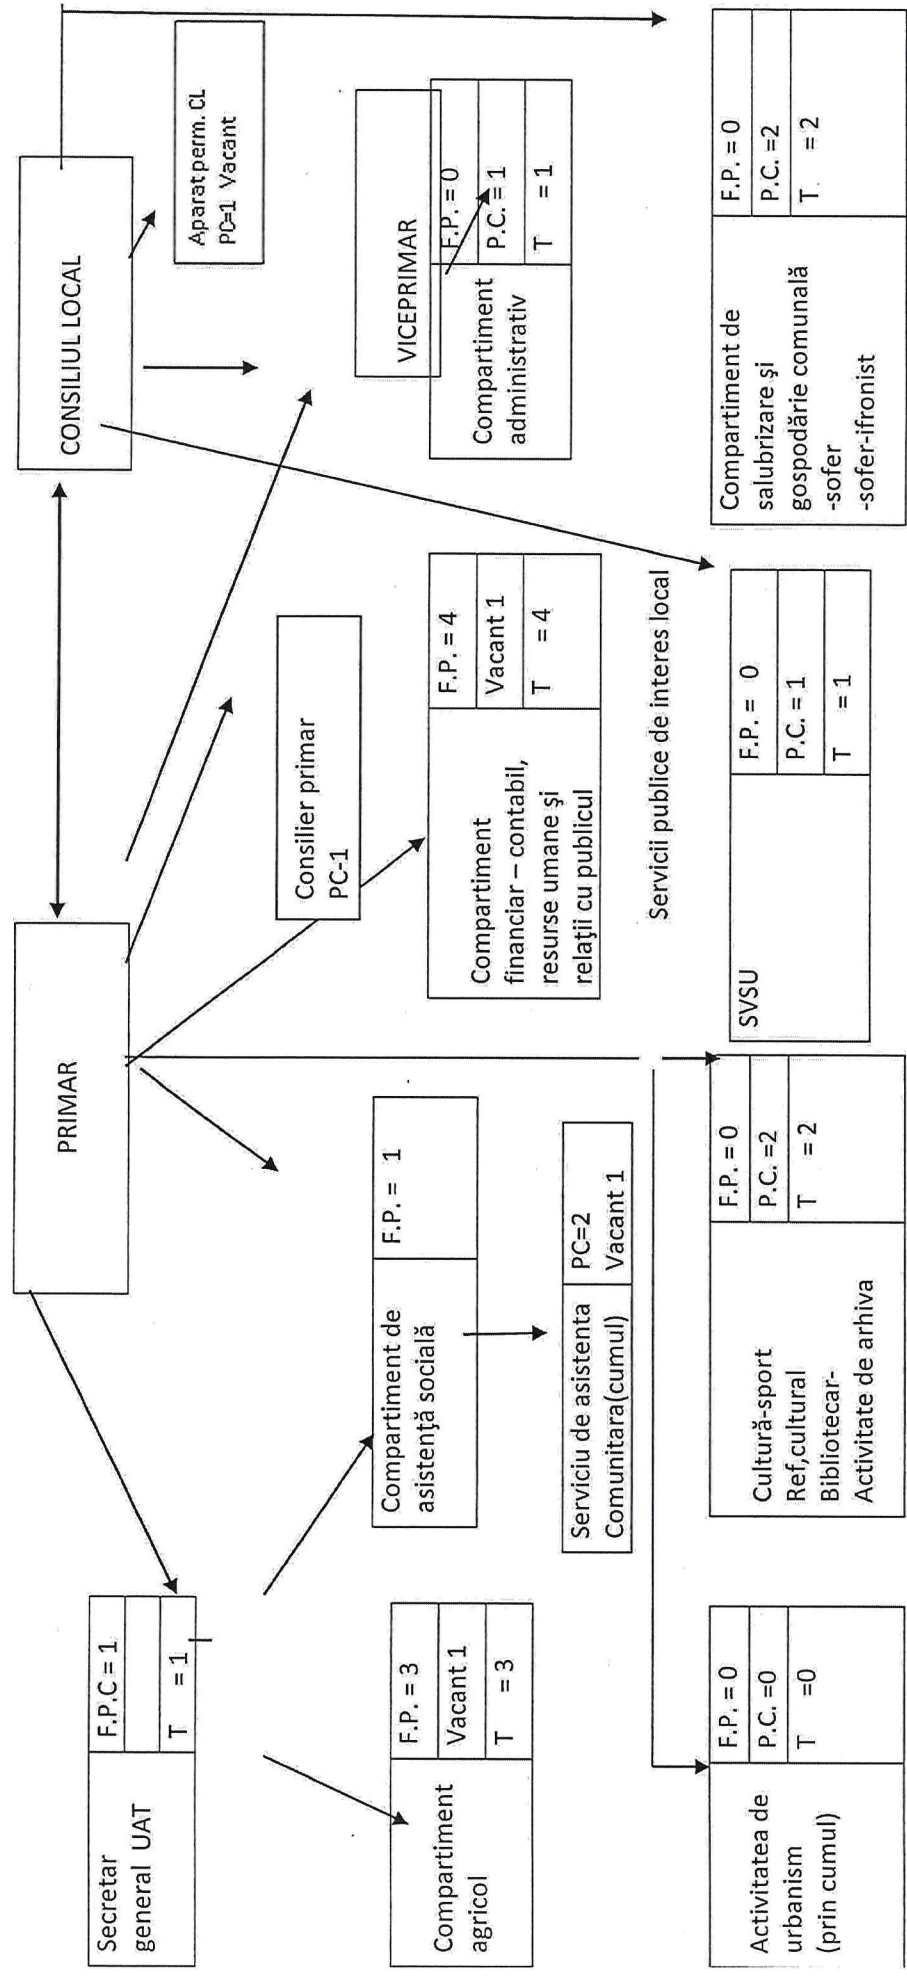 PRIMAR
CONSILIUL LOCAL
Secretar
general UAT
F.P.C = 1
T = 1
Aparat perm. CL
PC=1 Vacant
Consilier primar
PC-1
VICEPRIMAR
Compartiment
agricol
F.P. = 3
Vacant 1
T = 3
Compartiment de
asistență socială
F.P. = 1
Compartiment
financiar – contabil,
resurse umane şi
relaţii cu publicul
F.P. = 4
Vacant 1
T = 4
Compartiment
administrativ
F.P. = 0
P.C. = 1
T = 1
Serviciu de asistenta
Comunitara(cumul)
PC=2
Vacant 1
Servicii publice de interes local
Activitatea de
urbanism
(prin cumul)
F.P. = 0
P.C. =0
T =0
Cultură-sport
Ref,cultural
Bibliotecar-
Activitate de arhiva
F.P. = 0
P.C. =2
T = 2
SVSU
F.P. = 0
P.C. = 1
T = 1
Compartiment de
salubrizare şi
gospodărie comunală
-sofer
-sofer-ifronist
F.P. = 0
P.C. =2
T = 2